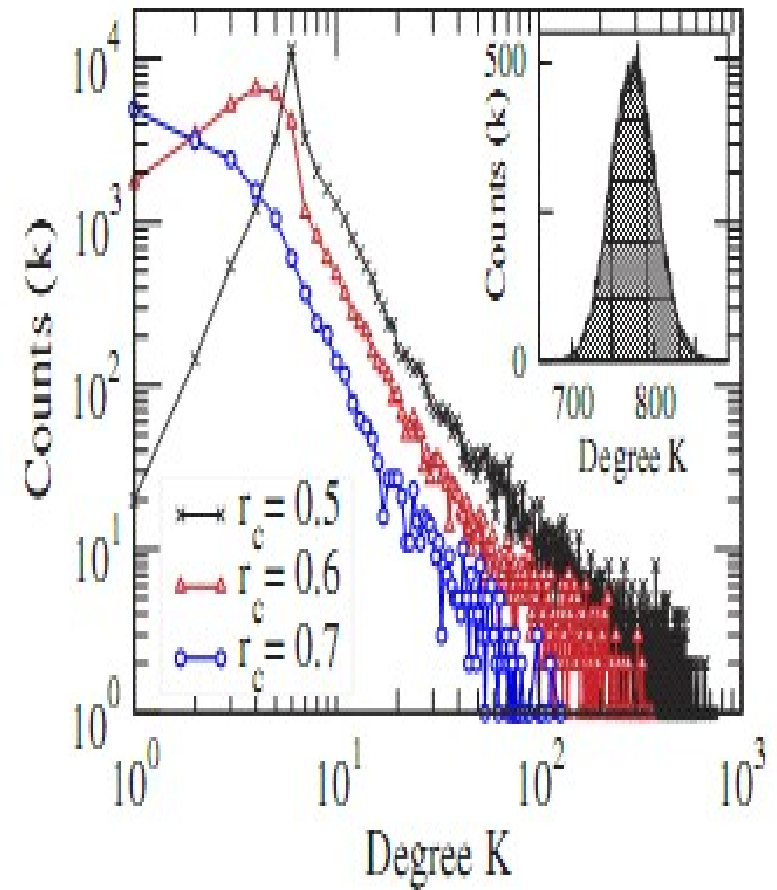 10^4
10^3
10^2
10^1
10^0
Counts (k)
r_c = 0.5
r_c = 0.6
r_c = 0.7
10^0 10^1 10^2 10^3
Degree K
500
0
Counts (k)
700 800
Degree K